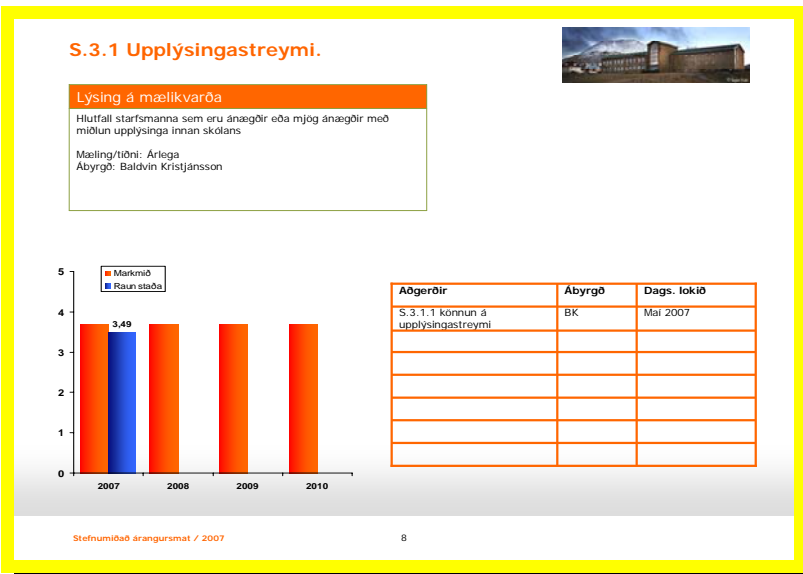 S.3.1 Upplýsingastreymi.
Lýsing á mælikvarða
Hlutfall starfsmanna sem eru ánægðir eða mjög ánægðir með
miðlun upplýsinga innan skólans
Mæling/tíðni: Árlega
Ábyrgð: Baldvin Kristjánsson
Markmið
Raun staða
5
4
3
2
1
0
3,49
2007 2008 2009 2010
Aðgerðir Ábyrgð Dags. lokið
S.3.1.1 könnun á BK Maí 2007
upplýsingastreymi
Stefnumiðað árangursmat / 2007 8